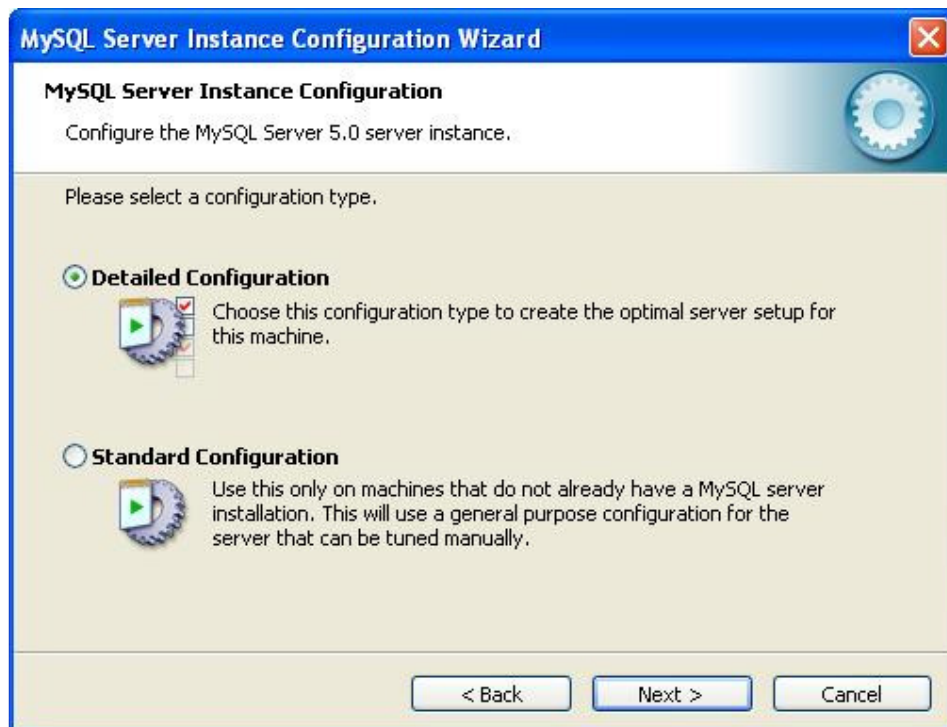 MySQL Server Instance Configuration Wizard
MySQL Server Instance Configuration
Configure the MySQL Server 5.0 server instance.
Please select a configuration type.
Detailed Configuration
Choose this configuration type to create the optimal server setup for
this machine.
Standard Configuration
Use this only on machines that do not already have a MySQL server
installation. This will use a general purpose configuration for the
server that can be tuned manually.
< Back
Next >
Cancel